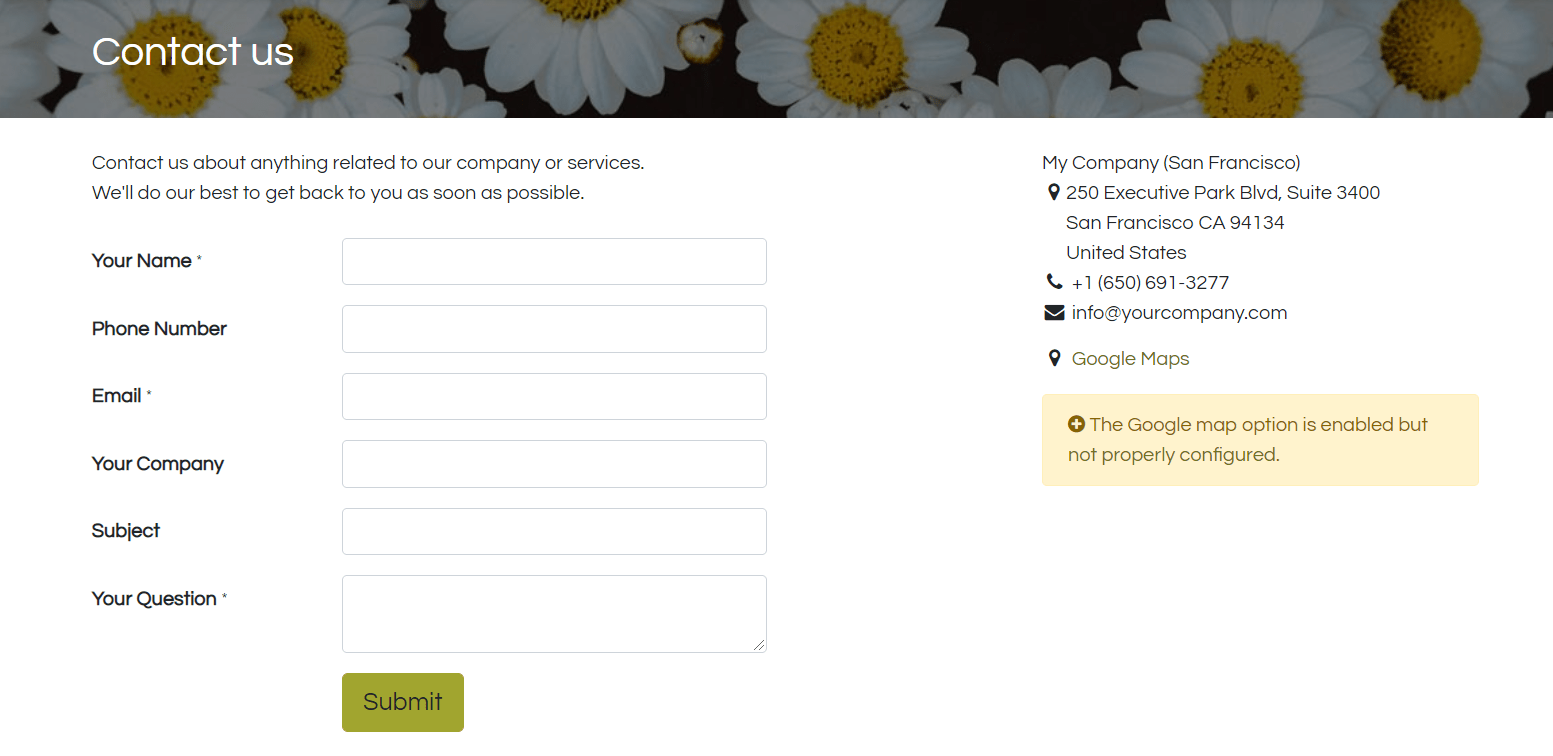 Contact us
Contact us about anything related to our company or services.
We'll do our best to get back to you as soon as possible.
Your Name *
Phone Number
Email *
Your Company
Subject
Your Question *
Submit
My Company (San Francisco)
250 Executive Park Blvd, Suite 3400
San Francisco CA 94134
United States
+1 (650) 691-3277
info@yourcompany.com
Google Maps
The Google map option is enabled but
not properly configured.